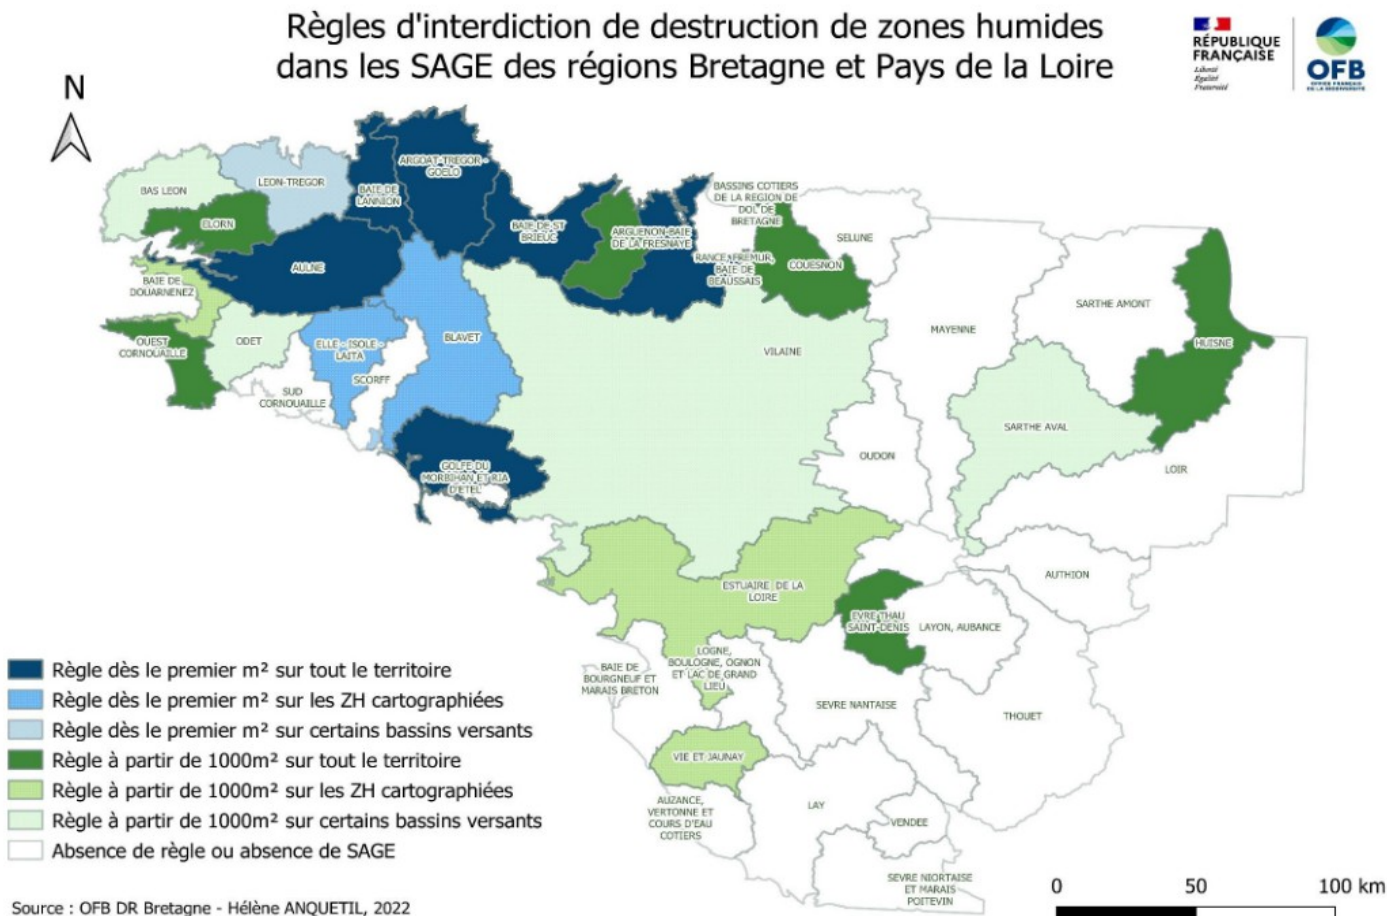 Règles d'interdiction de destruction de zones humides
dans les SAGE des régions Bretagne et Pays de la Loire
RÉPUBLIQUE
FRANÇAISE
Liberté
Égalité
Fraternité
OFB
OFFICE FRANÇAIS
DE LA BIODIVERSITÉ
N
BAS LEON
LEON-TREGOR
BAIE DE
LANNION
ARGOAT-TREGOR-
GOELO
ELORN
BAIE DE ST
BRIEUC
ARGUENON-BAIE
DE LA FRESNAYE
BASSINS COTIERS
DE LA REGION DE
DOL DE
BRETAGNE
RANCE, FREMUR,
BAIE DE
BEAUSSAIS
COUESNON
SELUNE
AULNE
BAIE DE
DOUARNENEZ
OUEST
CORNOUAILLE
ODET
ELLE - ISOLE -
LAITA
SCORFF
SUD
CORNOUAILLE
BLAVET
VILAINE
MAYENNE
SARTHE AMONT
HUISNE
SARTHE AVAL
OUDON
LOIR
GOLFE DU
MORBIHAN ET RIA
D'ETEL
ESTUAIRE DE LA
LOIRE
EVRE THAU
SAINT-DENIS
LAYON, AUBANCE
AUTHION
BAIE DE
BOURGNEUF ET
MARAIS BRETON
LOGNE,
BOULOGNE, OGNON
ET LAC DE GRAND
LIEU
SEVRE NANTAISE
THOUET
VIE ET JAUNAY
AUZANCE,
VERTONNE ET
COURS D'EAU
COTIERS
LAY
VENDEE
SEVRE NIORTAISE
ET MARAIS
POITEVIN
Règle dès le premier m² sur tout le territoire
Règle dès le premier m² sur les ZH cartographiées
Règle dès le premier m² sur certains bassins versants
Règle à partir de 1000m² sur tout le territoire
Règle à partir de 1000m² sur les ZH cartographiées
Règle à partir de 1000m² sur certains bassins versants
Absence de règle ou absence de SAGE
0 50 100 km
Source : OFB DR Bretagne - Hélène ANQUETIL, 2022